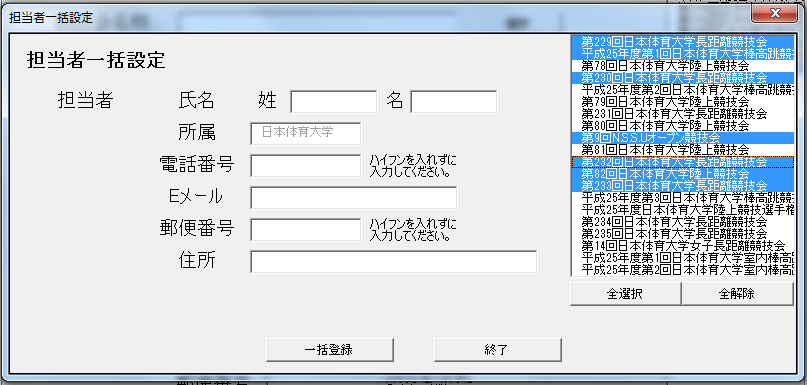 担当者一括設定
担当者一括設定
担当者 氏名 姓 名
所属 日本体育大学
電話番号 ハイフンを入れずに
入力してください。
Eメール
郵便番号 ハイフンを入れずに
入力してください。
住所
一括登録 終了
第229回日本体育大学長距離競技会
平成25年度第1回日本体育大学棒高跳競
第78回日本体育大学陸上競技会
第230回日本体育大学長距離競技会
平成25年度第2回日本体育大学棒高跳競
第79回日本体育大学陸上競技会
第231回日本体育大学長距離競技会
第80回日本体育大学陸上競技会
第9回NSSUオープン競技会
第81回日本体育大学陸上競技会
第232回日本体育大学長距離競技会
第82回日本体育大学陸上競技会
第233回日本体育大学長距離競技会
平成25年度第3回日本体育大学棒高跳競
平成25年度日本体育大学陸上競技選手権
第234回日本体育大学長距離競技会
第235回日本体育大学長距離競技会
第14回日本体育大学女子長距離競技会
平成25年度第1回日本体育大学室内棒高
平成25年度第2回日本体育大学室内棒高
全選択 全解除